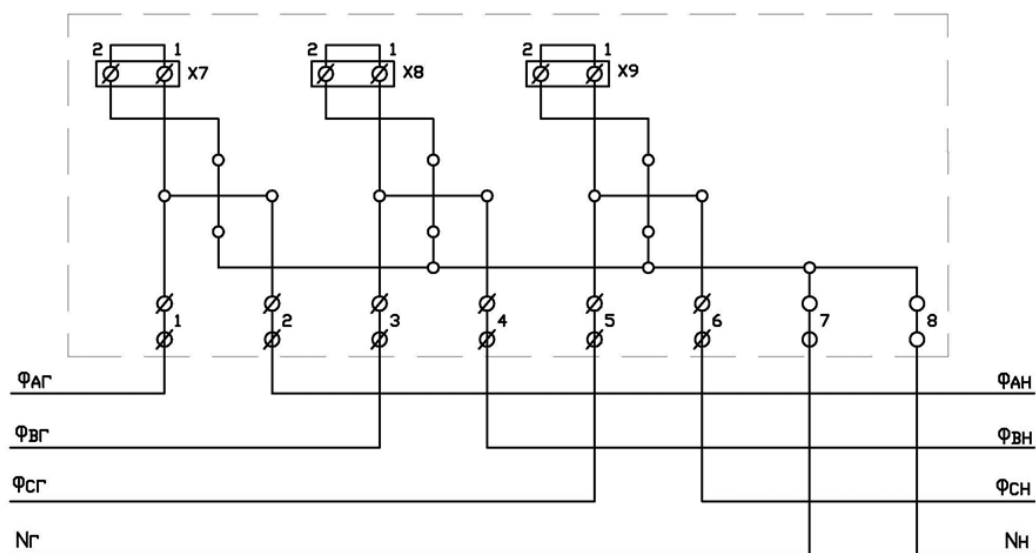 2 1 2 1 2 1
X7 X8 X9
1 2 3 4 5 6 7 8
φАГ φАН
φВГ φВН
φСГ φСН
NГ NН